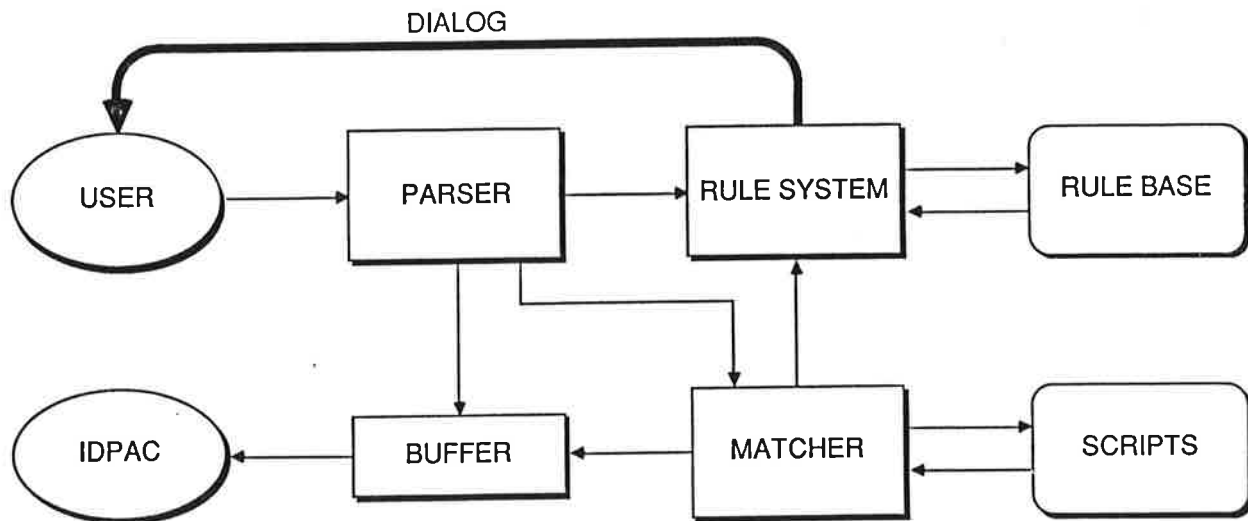 DIALOG
USER
PARSER
RULE SYSTEM
RULE BASE
IDPAC
BUFFER
MATCHER
SCRIPTS